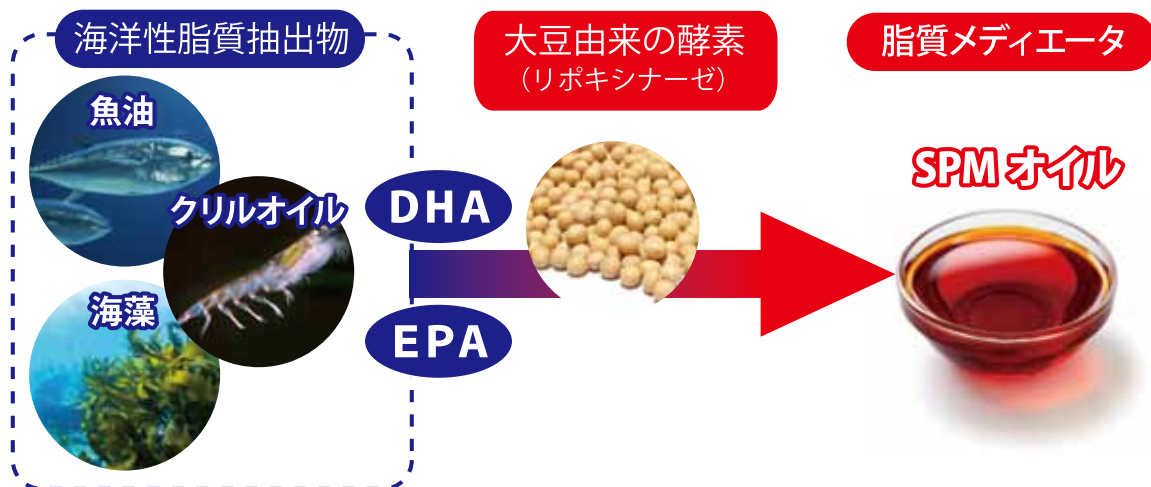 海洋性脂質抽出物
魚油
クリルオイル
海藻
DHA
EPA
大豆由来の酵素
（リポキシナーゼ）
脂質メディエータ
SPM オイル